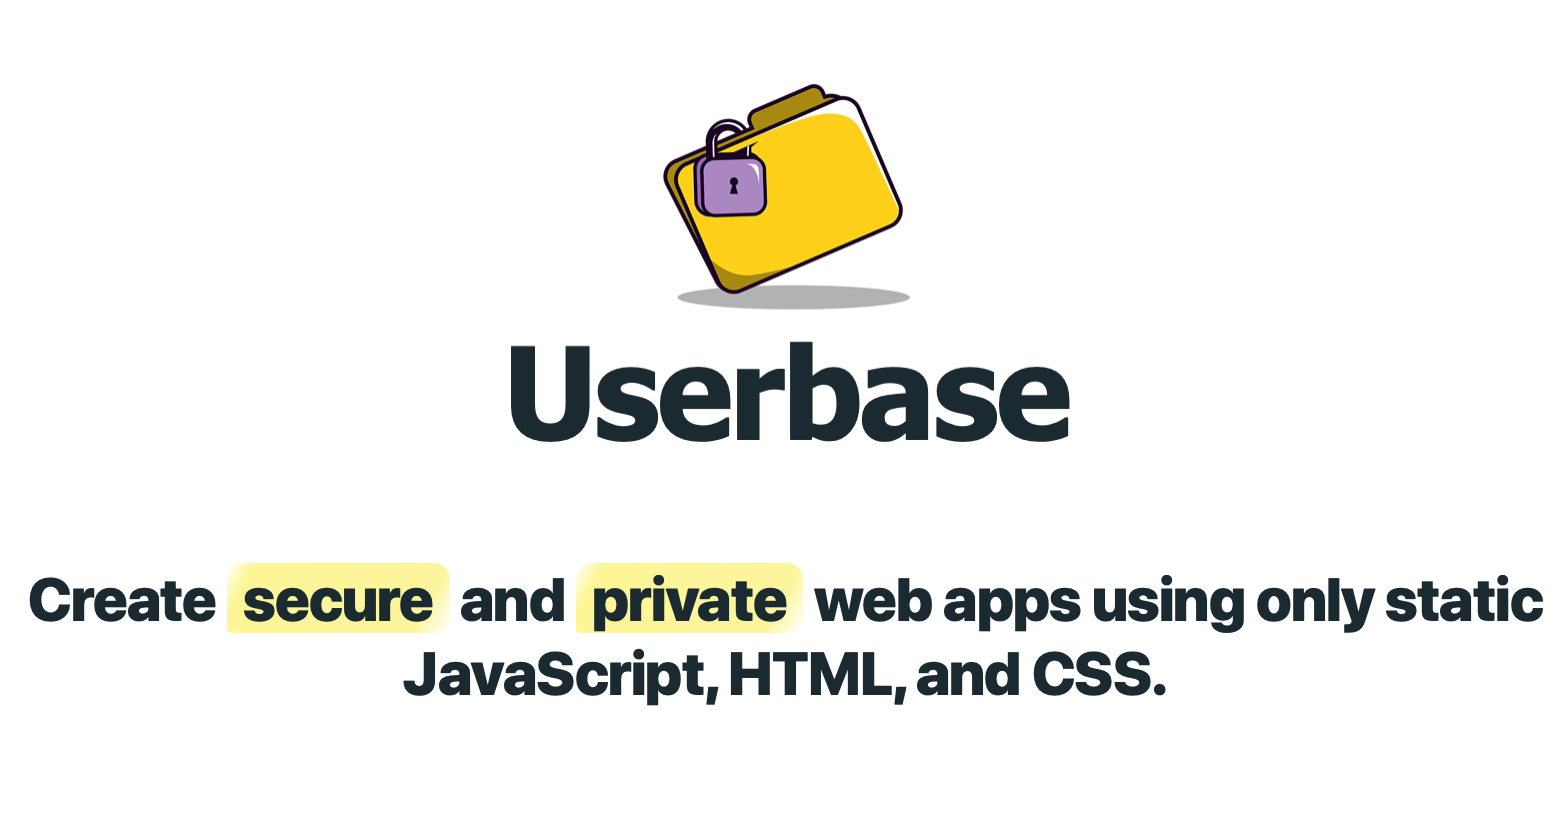 Userbase
Create secure and private web apps using only static
JavaScript, HTML, and CSS.